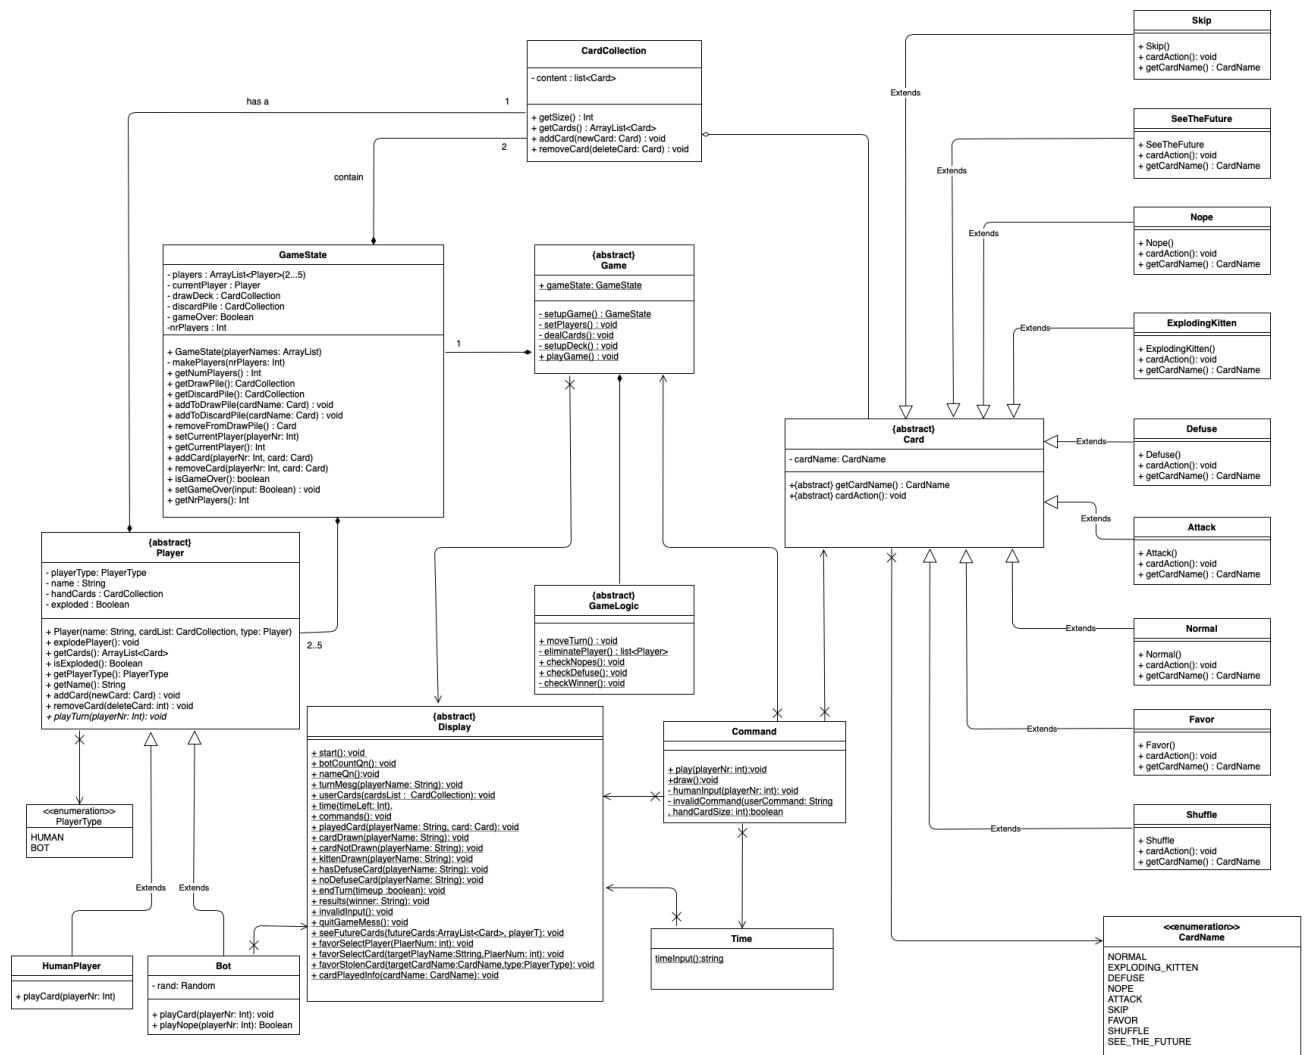 Skip
+ Skip()
+ cardAction(): void
+ getCardName() : CardName
CardCollection
- content : list<Card>
+ getSize() : Int
+ getCards() : ArrayList<Card>
+ addCard(newCard: Card) : void
+ removeCard(deleteCard: Card) : void
has a
1
2
contain
Extends
SeeTheFuture
+ SeeTheFuture
+ cardAction(): void
+ getCardName() : CardName
Extends
Nope
+ Nope()
+ cardAction(): void
+ getCardName() : CardName
Extends
GameState
- players : ArrayList<Player>(2...5)
- currentPlayer : Player
- drawDeck : CardCollection
- discardPile : CardCollection
- gameOver: Boolean
-nrPlayers : Int
+ GameState(playerNames: ArrayList)
- makePlayers(nrPlayers: Int)
+ getNumPlayers() : Int
+ getDrawPile(): CardCollection
+ getDiscardPile(): CardCollection
+ addToDrawPile(cardName: Card) : void
+ addToDiscardPile(cardName: Card) : void
+ removeFromDrawPile() : Card
+ setCurrentPlayer(playerNr: Int)
+ getCurrentPlayer(): Int
+ addCard(playerNr: Int, card: Card)
+ removeCard(playerNr: Int, card: Card)
+ isGameOver(): boolean
+ setGameOver(input: Boolean) : void
+ getNrPlayers(): Int
1
{abstract}
Game
+ gameState: GameState
- setupGame() : GameState
- setPlayers() : void
- dealCards(): void
- setupDeck() : void
+ playGame() : void
ExplodingKitten
+ ExplodingKitten()
+ cardAction(): void
+ getCardName() : CardName
Extends
{abstract}
Card
- cardName: CardName
+{abstract} getCardName() : CardName
+{abstract} cardAction(): void
Defuse
+ Defuse()
+ cardAction(): void
+ getCardName() : CardName
Extends
Attack
+ Attack()
+ cardAction(): void
+ getCardName() : CardName
Extends
{abstract}
Player
- playerType: PlayerType
- name : String
- handCards : CardCollection
- exploded : Boolean
+ Player(name: String, cardList: CardCollection, type: Player)
+ explodePlayer(): void
+ getCards(): ArrayList<Card>
+ isExploded(): Boolean
+ getPlayerType(): PlayerType
+ getName(): String
+ addCard(newCard: Card) : void
+ removeCard(deleteCard: int) : void
+ playTurn(playerNr: Int): void
2..5
{abstract}
GameLogic
+ moveTurn() : void
- eliminatePlayer() : list<Player>
+ checkNopes(): void
+ checkDefuse(): void
- checkWinner(): void
Normal
+ Normal()
+ cardAction(): void
+ getCardName() : CardName
Extends
{abstract}
Display
+ start(): void
+ botCountQn(): void
+ nameQn():void
+ turnMesg(playerName: String): void
+ userCards(cardsList : CardCollection): void
+ time(timeLeft: Int),
+ commands(): void
+ playedCard(playerName: String, card: Card): void
+ cardDrawn(playerName: String): void
+ cardNotDrawn(playerName: String): void
+ kittenDrawn(playerName: String): void
+ hasDefuseCard(playerName: String): void
+ noDefuseCard(playerName: String): void
+ endTurn(timeup :boolean): void
+ results(winner: String): void
+ invalidInput(): void
+ quitGameMess(): void
+ seeFutureCards(futureCards:ArrayList<Card>, playerT): void
+ favorSelectPlayer(PlaerNum: int): void
+ favorSelectCard(targetPlayName:Sttring,PlaerNum: int): void
+ favorStolenCard(targetCardName:CardName,type:PlayerType): void
+ cardPlayedInfo(cardName: CardName): void
Command
+ play(playerNr: int):void
+draw():void
- humanInput(playerNr: int): void
- invalidCommand(userCommand: String
, handCardSize: int):boolean
Favor
+ Favor()
+ cardAction(): void
+ getCardName() : CardName
Extends
<<enumeration>>
PlayerType
HUMAN
BOT
Shuffle
+ Shuffle
+ cardAction(): void
+ getCardName() : CardName
Extends
Extends
Extends
Time
timeInput():string
HumanPlayer
+ playCard(playerNr: Int)
Bot
- rand: Random
+ playCard(playerNr: Int): void
+ playNope(playerNr: Int): Boolean
<<enumeration>>
CardName
NORMAL
EXPLODING_KITTEN
DEFUSE
NOPE
ATTACK
SKIP
FAVOR
SHUFFLE
SEE_THE_FUTURE